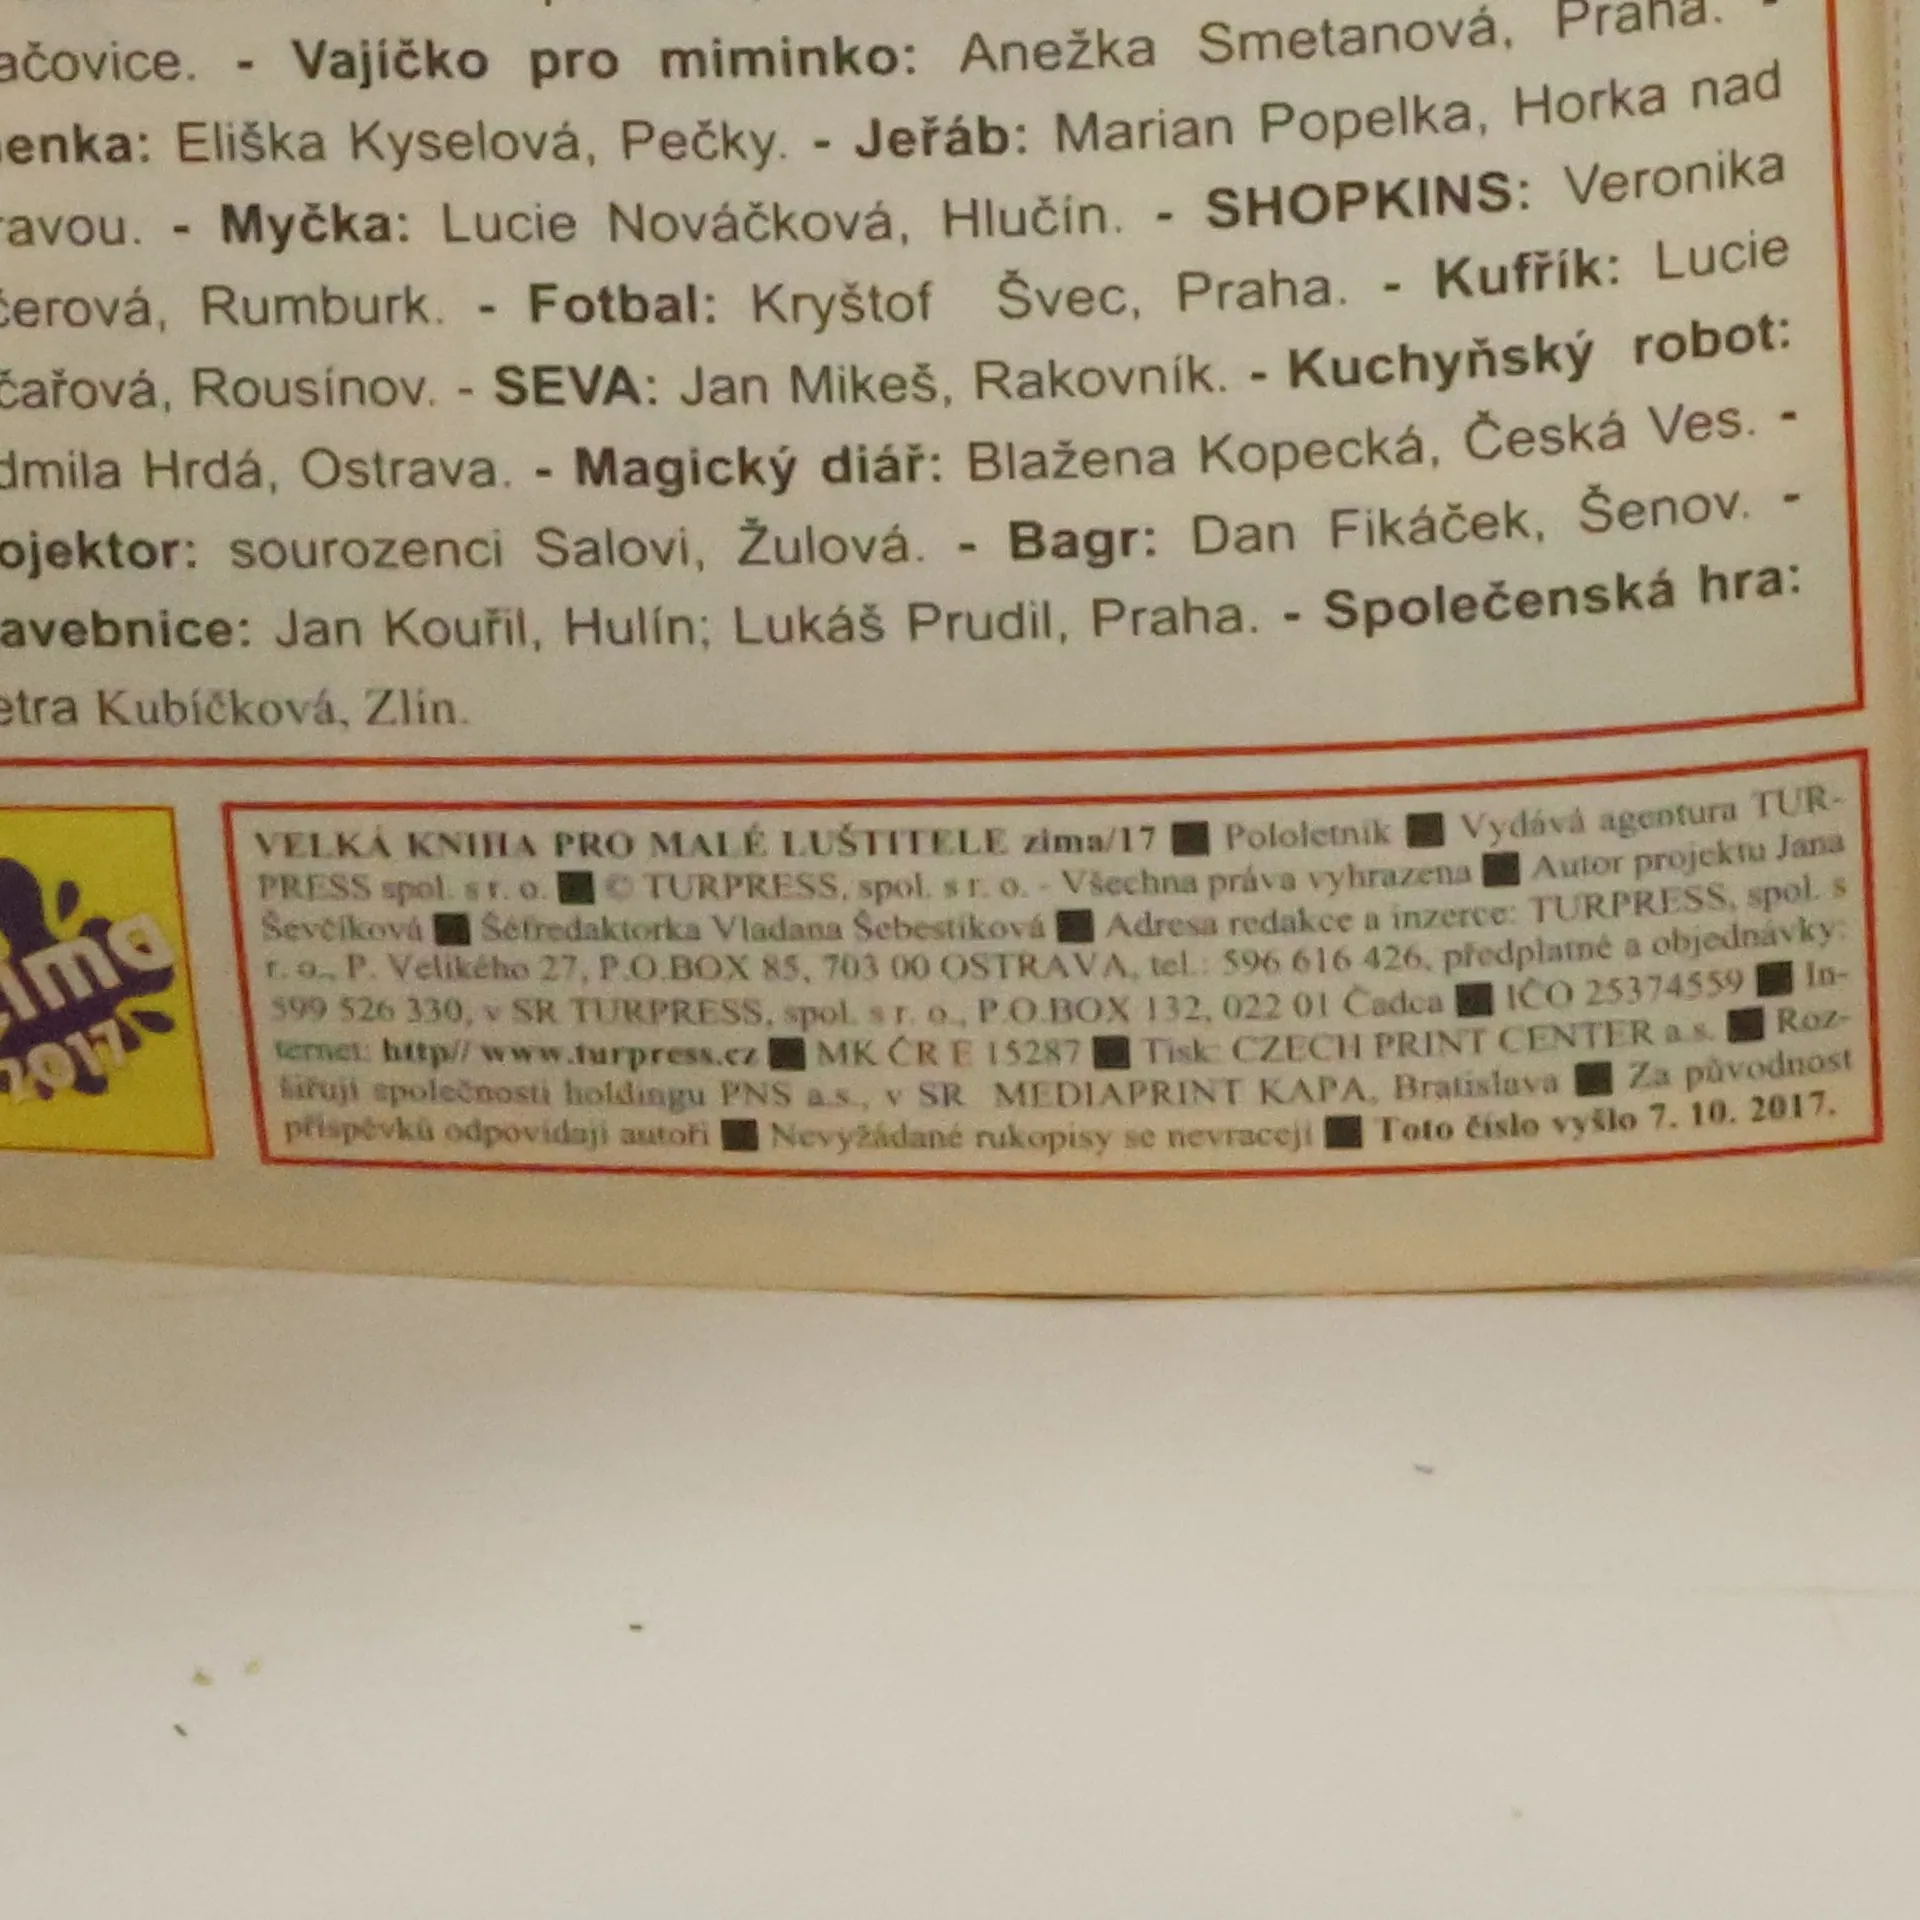 ačovice. - Vajíčko pro miminko: Anežka Smetanová, Praha. -
enka: Eliška Kyselová, Pečky. - Jeřáb: Marian Popelka, Horka nad
ravou. - Myčka: Lucie Nováčková, Hlučín. - SHOPKINS: Veronika
čerová, Rumburk. - Fotbal: Kryštof Švec, Praha. - Kufřík: Lucie
čařová, Rousínov. - SEVA: Jan Mikeš, Rakovník. - Kuchyňský robot:
dmila Hrdá, Ostrava. - Magický diář: Blažena Kopecká, Česká Ves. -
ojektor: sourozenci Salovi, Žulová. - Bagr: Dan Fikáček, Šenov. -
avebnice: Jan Kouřil, Hulín; Lukáš Prudil, Praha. - Společenská hra:
etra Kubíčková, Zlín.
zima
2017
VELKÁ KNIHA PRO MALÉ LUŠTITELE zima/17 ■ Pololetník ■ Vydává agentura TUR-
PRESS spol. s r. o. ■ © TURPRESS, spol. s r. o. - Všechna práva vyhrazena ■ Autor projektu Jana
Ševčíková ■ Šéfredaktorka Vladana Šebestíková ■ Adresa redakce a inzerce: TURPRESS, spol. s
r. o., P. Velikého 27, P.O.BOX 85, 703 00 OSTRAVA, tel.: 596 616 426, předplatné a objednávky:
599 526 330, v SR TURPRESS, spol. s r. o., P.O.BOX 132, 022 01 Čadca ■ IČO 25374559 ■ In-
ternet: http// www.turpress.cz ■ MK ČR E 15287 ■ Tisk: CZECH PRINT CENTER a.s. ■ Roz-
šiřují společnosti holdingu PNS a.s., v SR MEDIAPRINT KAPA, Bratislava ■ Za původnost
příspěvků odpovídají autoři ■ Nevyžádané rukopisy se nevracejí ■ Toto číslo vyšlo 7. 10. 2017.